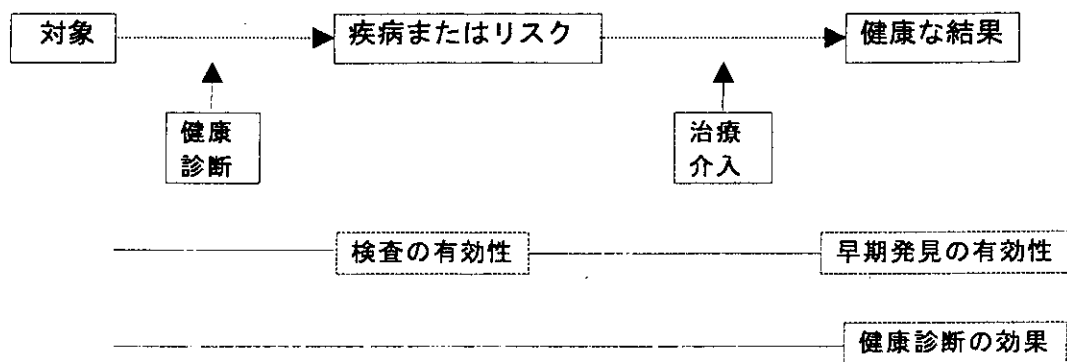 対象
疾病またはリスク
健康な結果
健康
診断
治療
介入
検査の有効性
早期発見の有効性
健康診断の効果